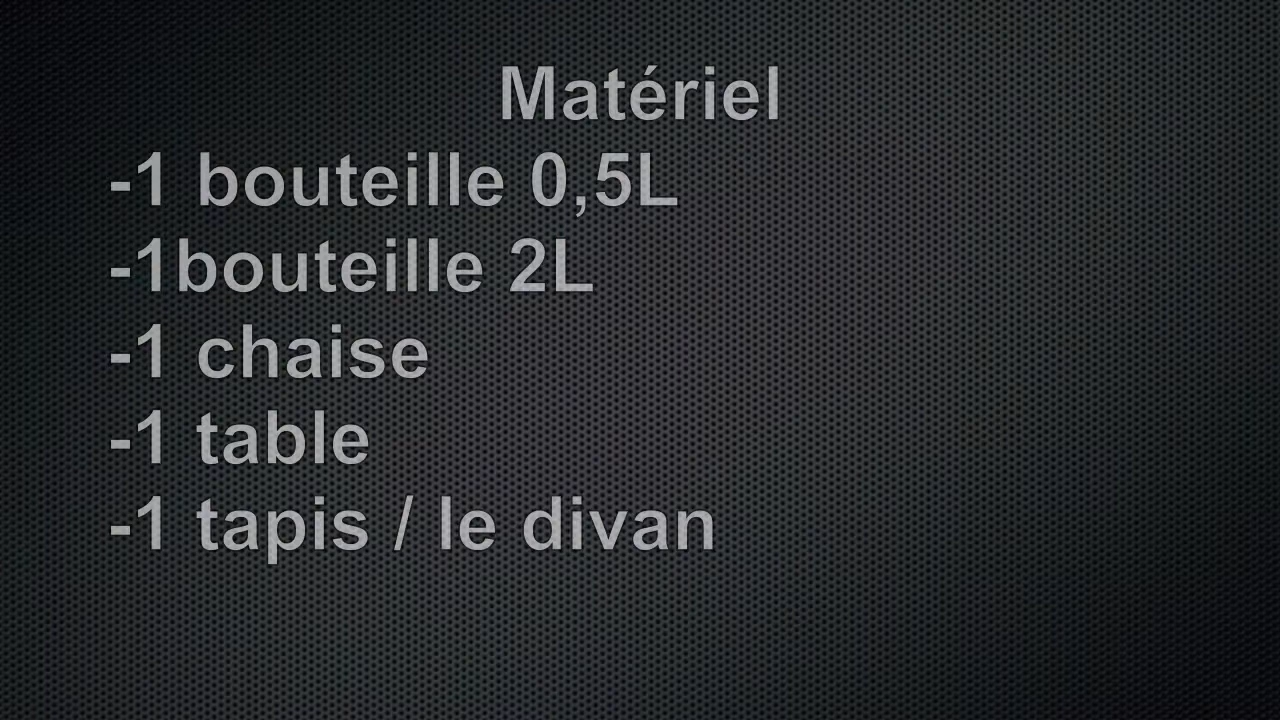 Matériel
-1 bouteille 0,5L
-1bouteille 2L
-1 chaise
-1 table
-1 tapis / le divan